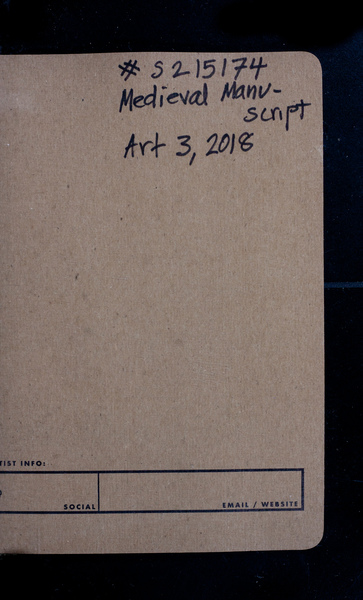 # S215174
Medieval Manu-
script
Art 3, 2018
TIST INFO:
SOCIAL
EMAIL / WEBSITE